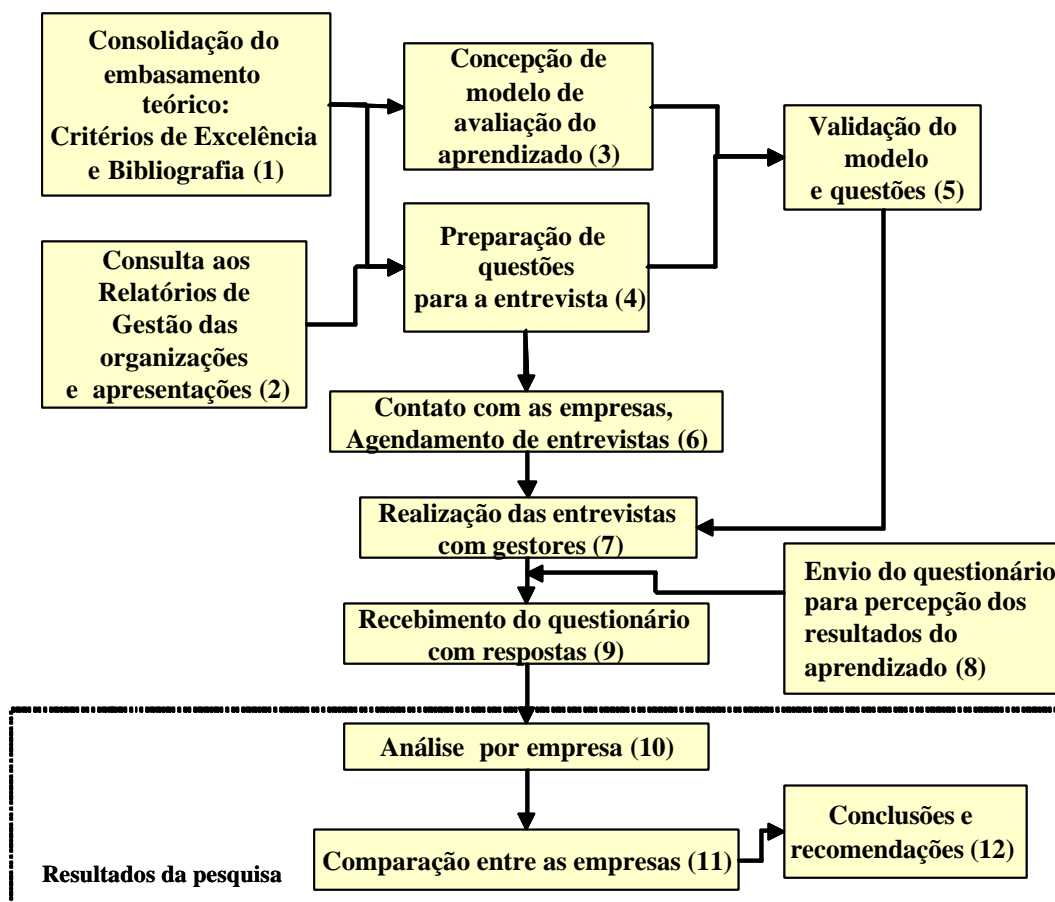 Consolidação do
embasamento
teórico:
Critérios de Excelência
e Bibliografia (1)
Consulta aos
Relatórios de
Gestão das
organizações
e apresentações (2)
Concepção de
modelo de
avaliação do
aprendizado (3)
Preparação de
questões
para a entrevista (4)
Validação do
modelo
e questões (5)
Contato com as empresas,
Agendamento de entrevistas (6)
Realização das entrevistas
com gestores (7)
Envio do questionário
para percepção dos
resultados do
aprendizado (8)
Recebimento do questionário
com respostas (9)
Análise por empresa (10)
Comparação entre as empresas (11)
Conclusões e
recomendações (12)
Resultados da pesquisa